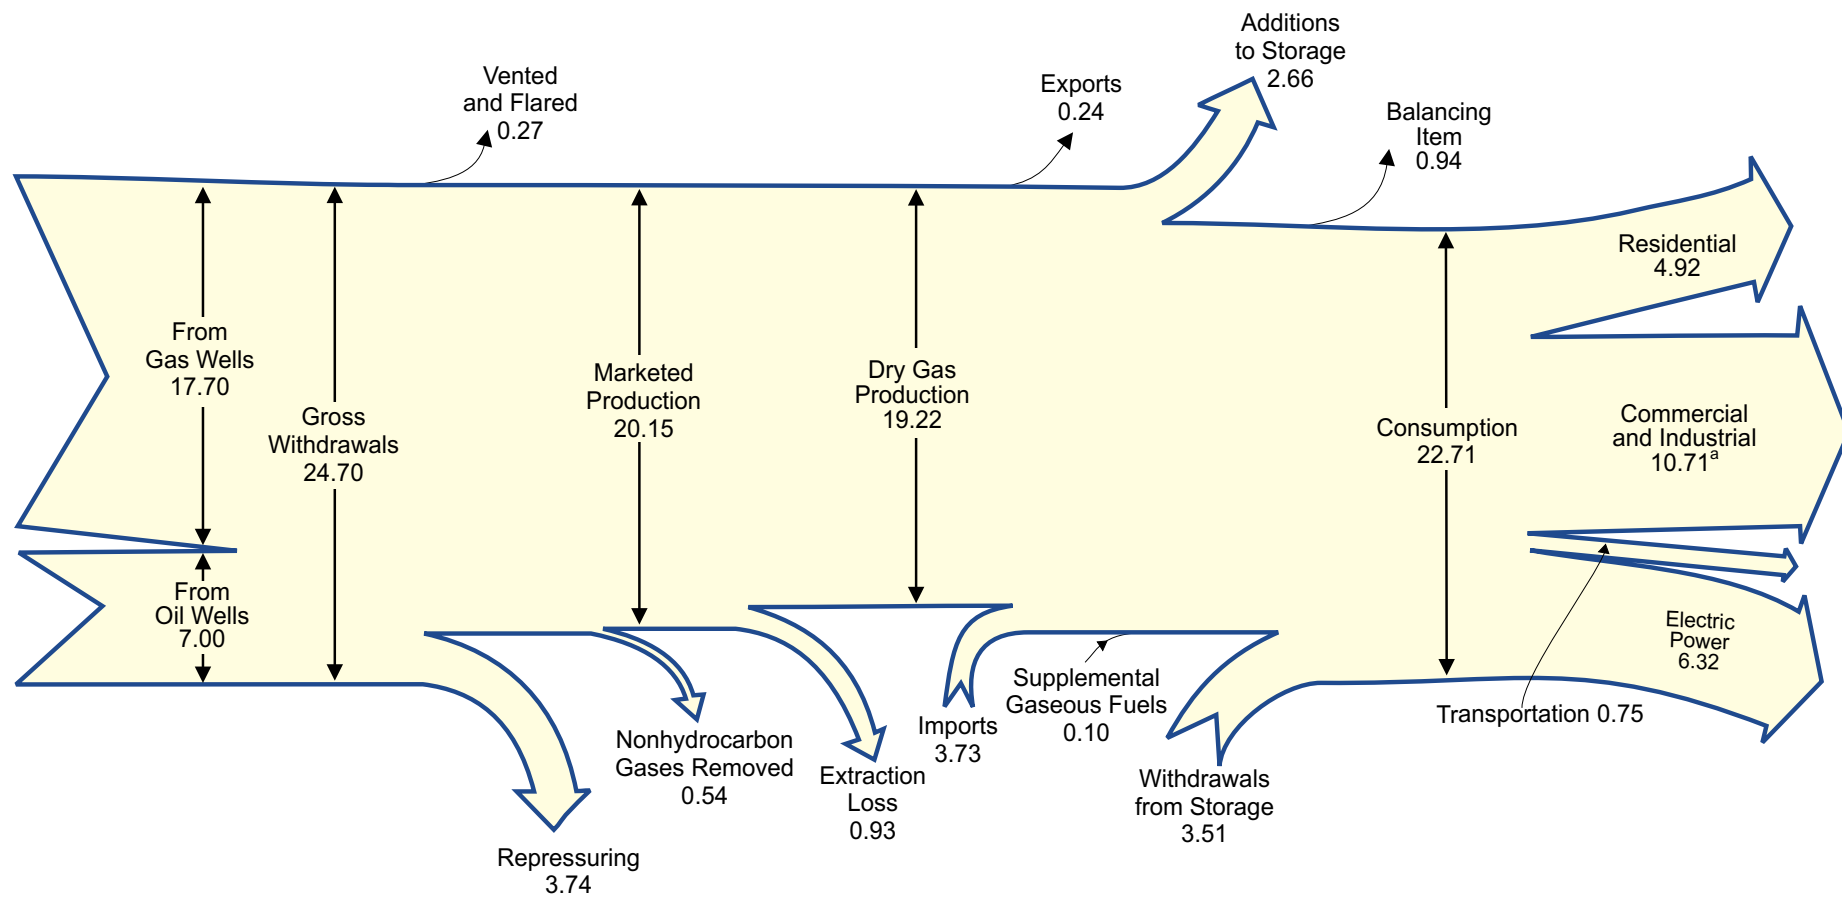 Additions
to Storage
2.66
Vented
and Flared
0.27
Exports
0.24
Balancing
Item
0.94
Residential
4.92
From
Gas Wells
17.70
Gross
Withdrawals
24.70
Marketed
Production
20.15
Dry Gas
Production
19.22
Consumption
22.71
Commercial
and Industrial
10.71a
From
Oil Wells
7.00
Electric
Power
6.32
Transportation 0.75
Supplemental
Gaseous Fuels
0.10
Imports
3.73
Nonhydrocarbon
Gases Removed
0.54
Extraction
Loss
0.93
Withdrawals
from Storage
3.51
Repressuring
3.74